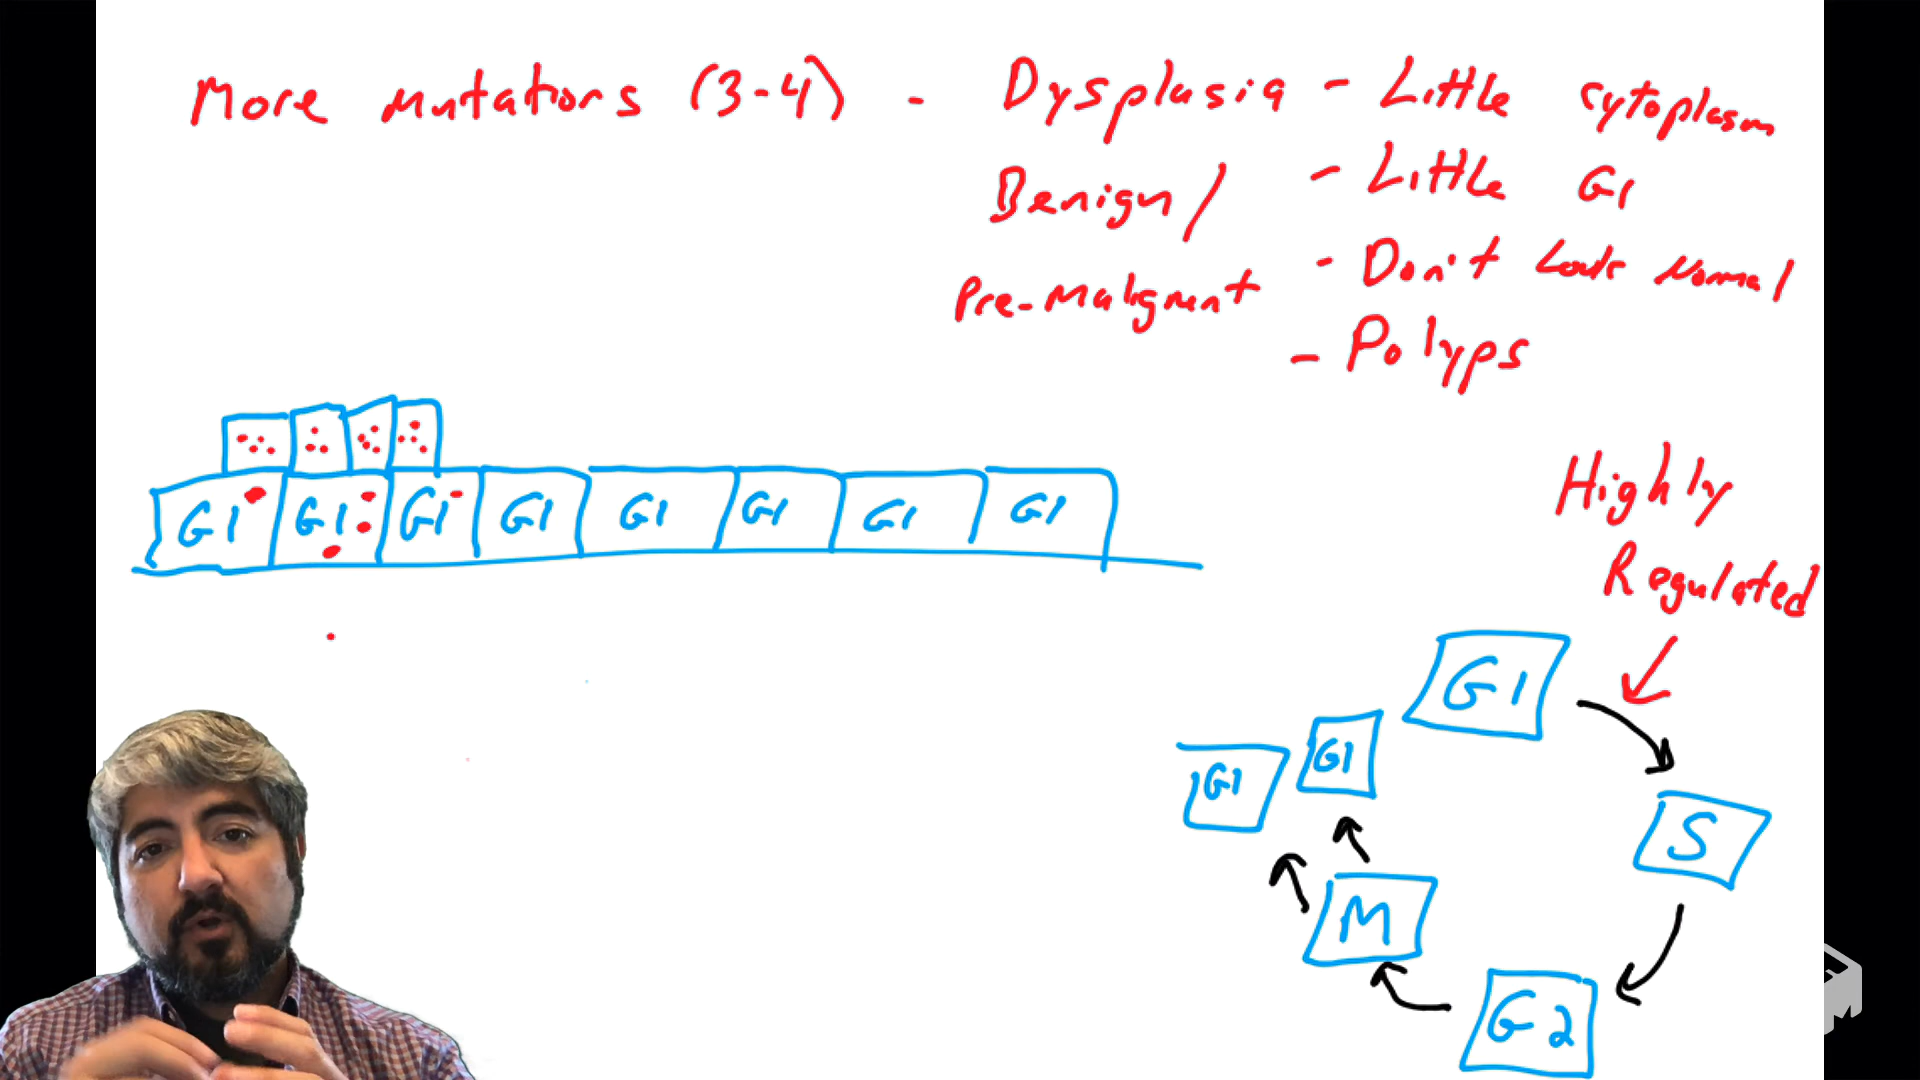 More Mutations (3-4) - Dysplasia - Little cytoplasm
Benign/ - Little G1
Pre-Malignant - Don't Look Normal
- Polyps
G1 G1 G1 G1 G1 G1 G1 G1
Highly
Regulated
G1
G1 G1
S
M
G2